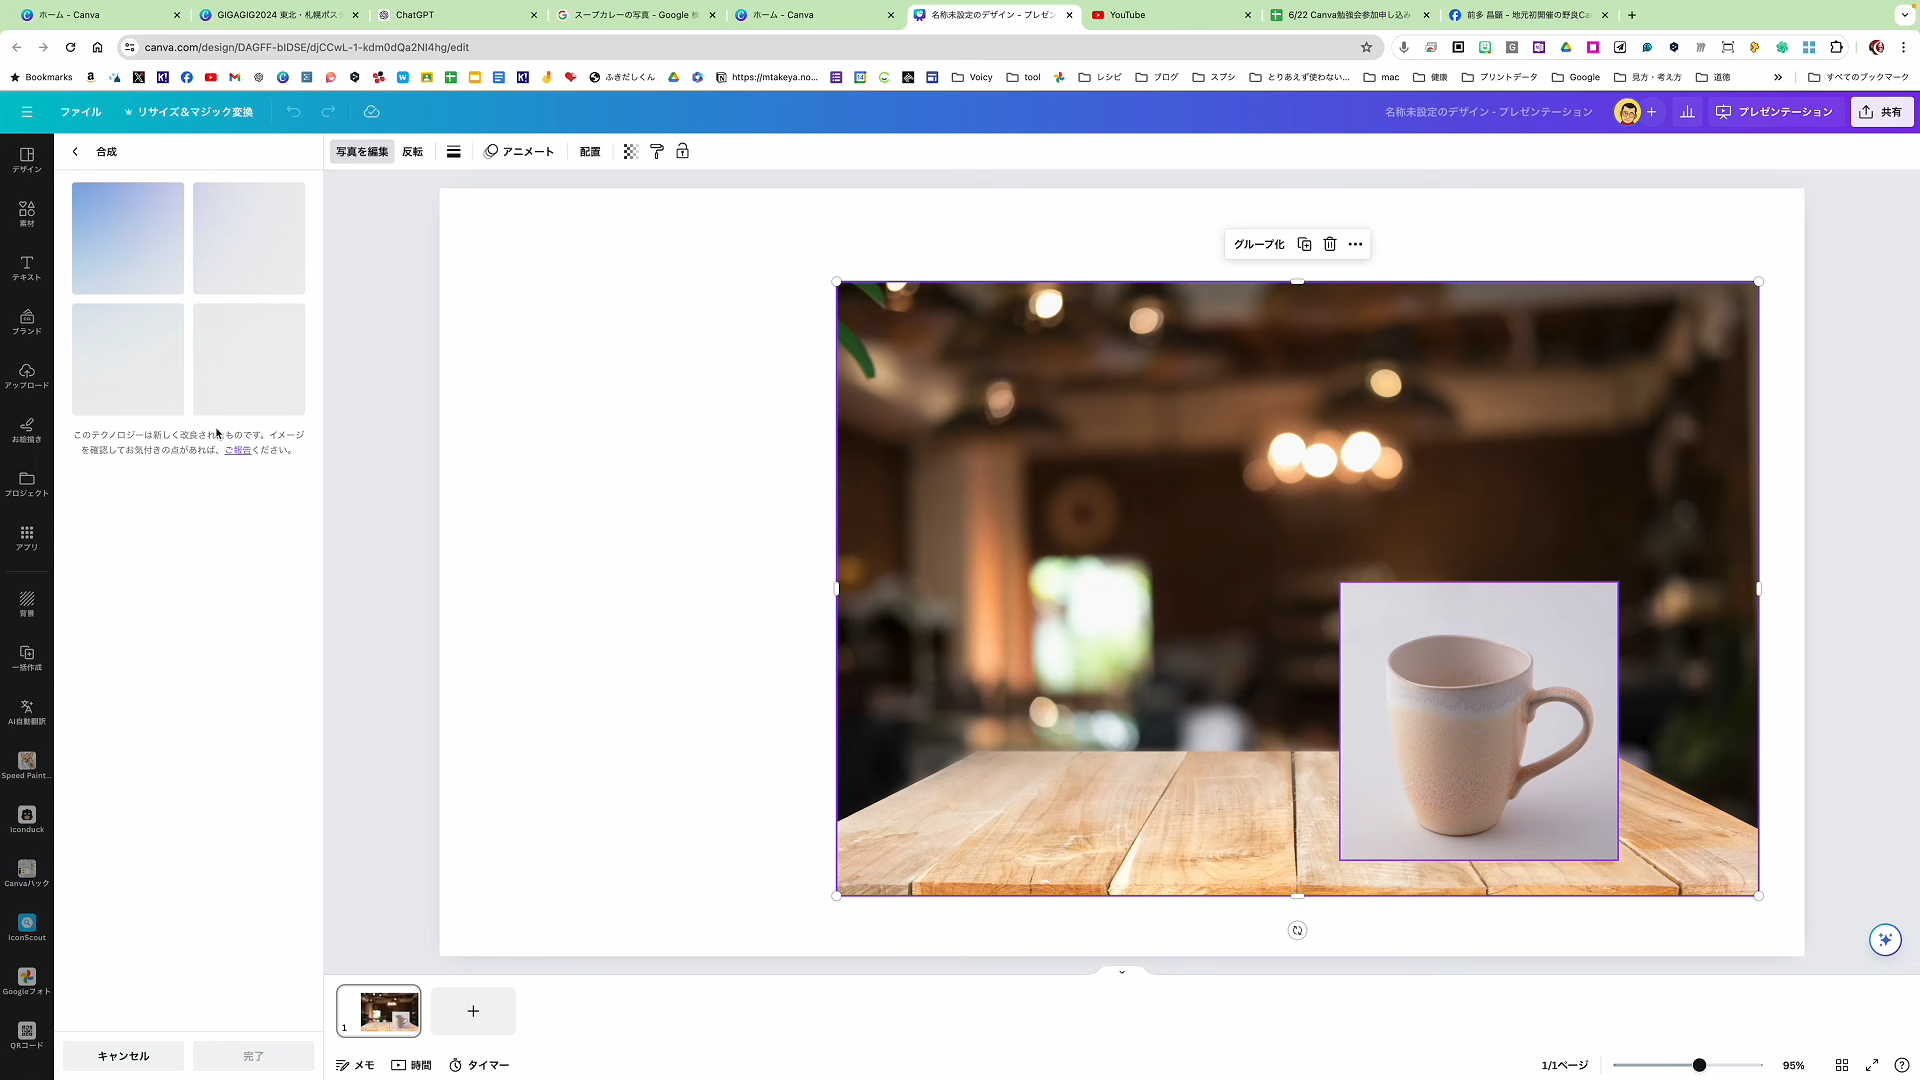 ホーム - Canva
GIGAGIG2024 東北・札幌ポス
ChatGPT
スープカレーの写真 - Google 検
ホーム - Canva
名称未設定のデザイン - プレゼン
YouTube
6/22 Canva勉強会参加申し込み
前多 昌顕 - 地元初開催の野良Ca
canva.com/design/DAGFF-bIDSE/djCCwL-1-kdm0dQa2NI4hg/edit
Bookmarks
ふきだしくん
https://mtakeya.no...
Voicy
tool
レシピ
ブログ
スプシ
とりあえず使わない...
mac
健康
プリントデータ
Google
見方・考え方
道徳
すべてのブックマーク
ファイル
リサイズ＆マジック変換
名称未設定のデザイン - プレゼンテーション
プレゼンテーション
共有
合成
写真を編集
反転
アニメート
配置
デザイン
素材
テキスト
ブランド
アップロード
お絵描き
プロジェクト
アプリ
背景
一括作成
AI自動翻訳
Speed Paint...
Iconduck
Canvaハック
IconScout
Googleフォト
QRコード
このテクノロジーは新しく改良されたものです。イメージ
を確認してお気付きの点があれば、ご報告ください。
グループ化
キャンセル
完了
1
メモ
時間
タイマー
1/1ページ
95%